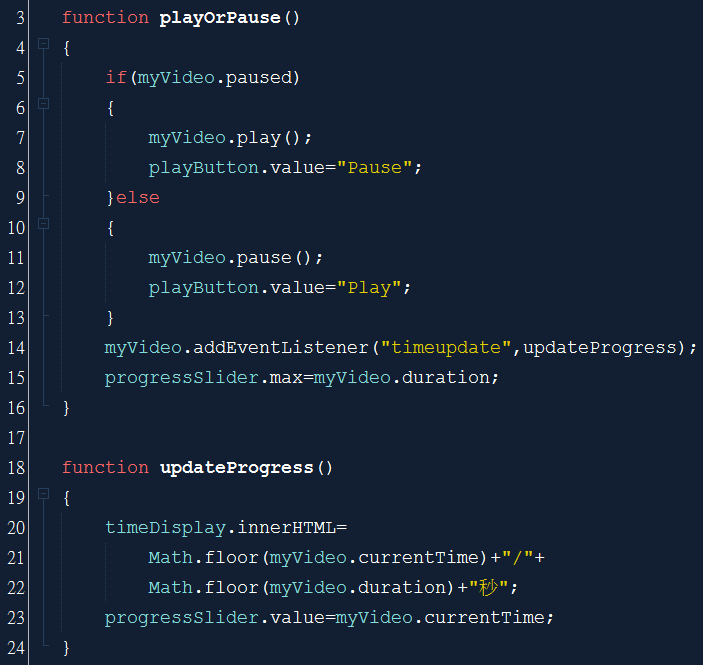 3 function playOrPause()
4 {
5     if(myVideo.paused)
6     {
7         myVideo.play();
8         playButton.value="Pause";
9     }else
10     {
11         myVideo.pause();
12         playButton.value="Play";
13     }
14     myVideo.addEventListener("timeupdate",updateProgress);
15     progressSlider.max=myVideo.duration;
16 }
17
18 function updateProgress()
19 {
20     timeDisplay.innerHTML=
21         Math.floor(myVideo.currentTime)+"/"+
22         Math.floor(myVideo.duration)+"秒";
23     progressSlider.value=myVideo.currentTime;
24 }